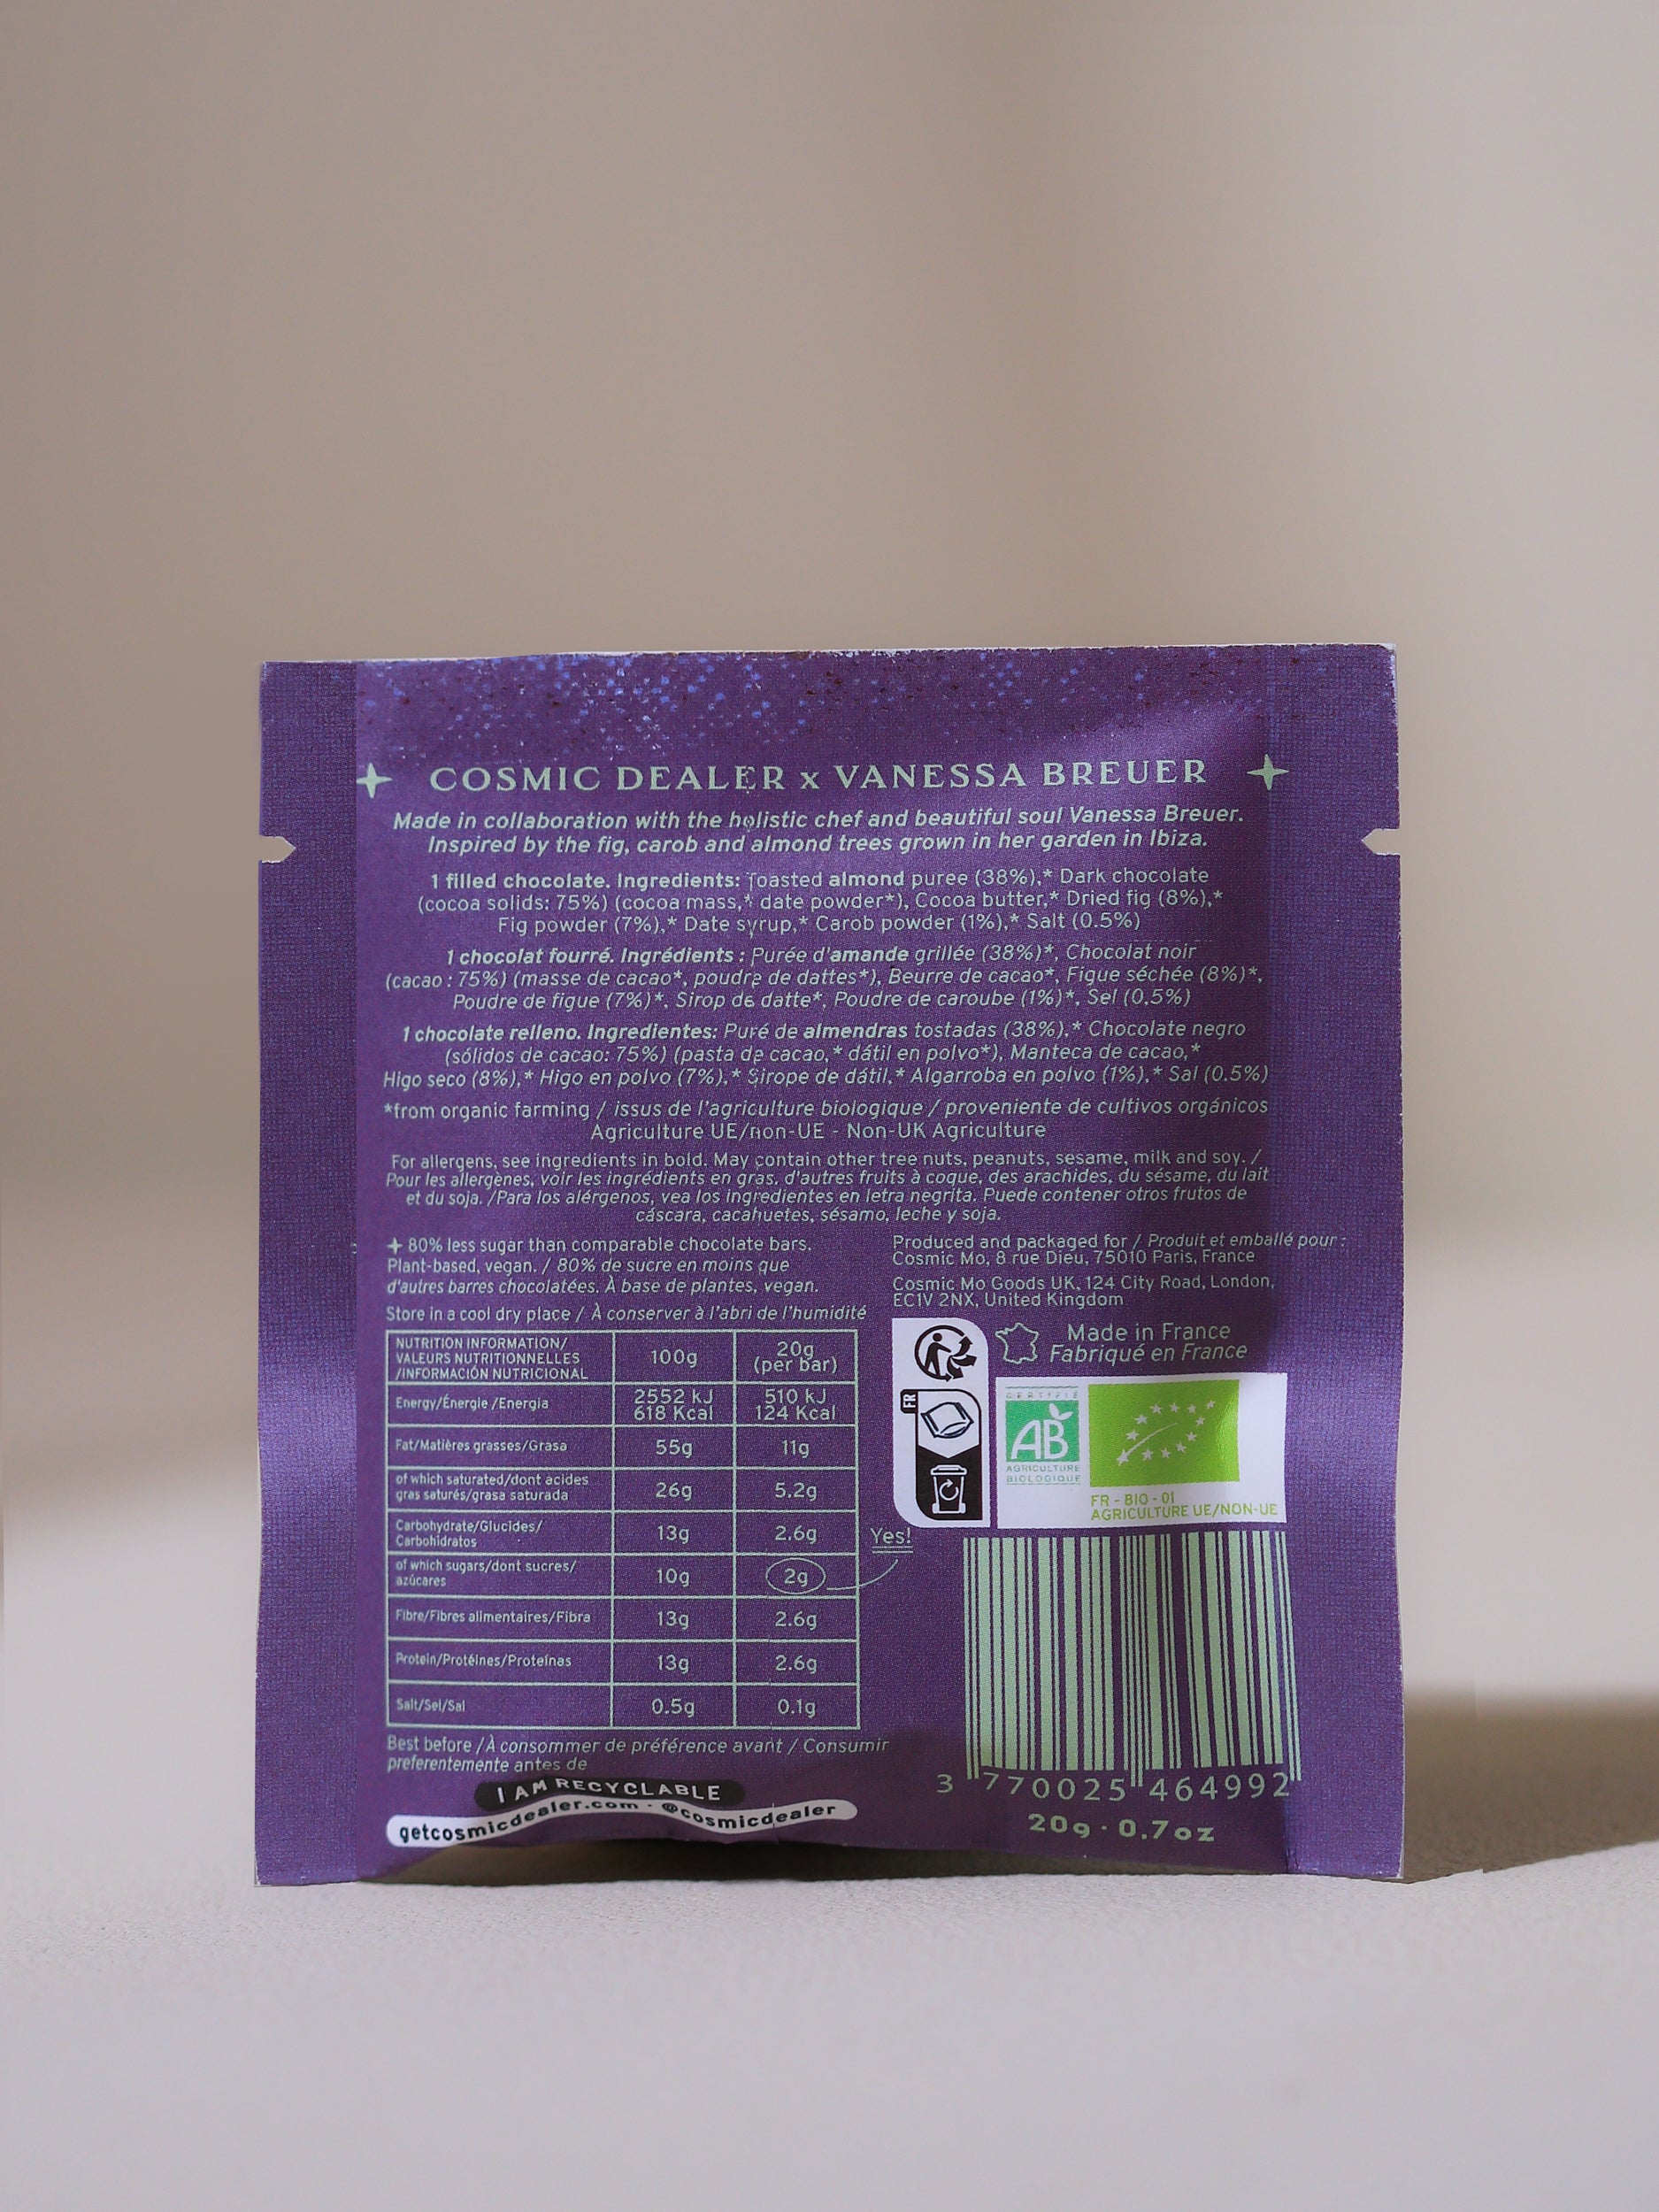 COSMIC DEALER x VANESSA BREUER
Made in collaboration with the holistic chef and beautiful soul Vanessa Breuer.
Inspired by the fig, carob and almond trees grown in her garden in Ibiza.
1 filled chocolate. Ingredients: Toasted almond puree (38%),* Dark chocolate
(cocoa solids: 75%) (cocoa mass,* date powder*), Cocoa butter,* Dried fig (8%),*
Fig powder (7%),* Date syrup,* Carob powder (1%),* Salt (0.5%)
1 chocolat fourré. Ingrédients : Purée d'amande grillée (38%)*, Chocolat noir
(cacao : 75%) (masse de cacao*, poudre de dattes*), Beurre de cacao*, Figue séchée (8%)*,
Poudre de figue (7%)*, Sirop de datte*, Poudre de caroube (1%)*, Sel (0.5%)
1 chocolate relleno. Ingredientes: Puré de almendras tostadas (38%),* Chocolate negro
(sólidos de cacao: 75%) (pasta de cacao,* dátil en polvo*), Manteca de cacao,*
Higo seco (8%),* Higo en polvo (7%),* Sirope de dátil,* Algarroba en polvo (1%),* Sal (0.5%)
*from organic farming / issus de l'agriculture biologique / proveniente de cultivos orgánicos
Agriculture UE/non-UE - Non-UK Agriculture
For allergens, see ingredients in bold. May contain other tree nuts, peanuts, sesame, milk and soy. /
Pour les allergènes, voir les ingrédients en gras. d'autres fruits à coque, des arachides, du sésame, du lait
et du soja. /Para los alérgenos, vea los ingredientes en letra negrita. Puede contener otros frutos de
cáscara, cacahuetes, sésamo, leche y soja.
80% less sugar than comparable chocolate bars.
Plant-based, vegan. / 80% de sucre en moins que
d'autres barres chocolatées. À base de plantes, vegan.
Store in a cool dry place / À conserver à l'abri de l'humidité
Produced and packaged for / Produit et emballé pour :
Cosmic Mo, 8 rue Dieu, 75010 Paris, France
Cosmic Mo Goods UK, 124 City Road, London,
EC1V 2NX, United Kingdom
NUTRITION INFORMATION/
VALEURS NUTRITIONNELLES
/INFORMACIÓN NUTRICIONAL
100g
20g
(per bar)
Energy/Énergie /Energía
2552 kJ
618 Kcal
510 kJ
124 Kcal
Fat/Matières grasses/Grasa
55g
11g
of which saturated/dont acides
gras saturés/grasa saturada
26g
5.2g
Carbohydrate/Glucides/
Carbohidratos
13g
2.6g
of which sugars/dont sucres/
azúcares
10g
2g
Yes!
Fibre/Fibres alimentaires/Fibra
13g
2.6g
Protein/Protéines/Proteínas
13g
2.6g
Salt/Sel/Sal
0.5g
0.1g
Made in France
Fabriqué en France
FR
CERTIFIÉ
AB
AGRICULTURE
BIOLOGIQUE
FR - BIO - 01
AGRICULTURE UE/NON-UE
Best before /À consommer de préférence avant / Consumir
preferentemente antes de
I AM RECYCLABLE
getcosmicdealer.com - @cosmicdealer
3 770025 464992
20g · 0.7oz